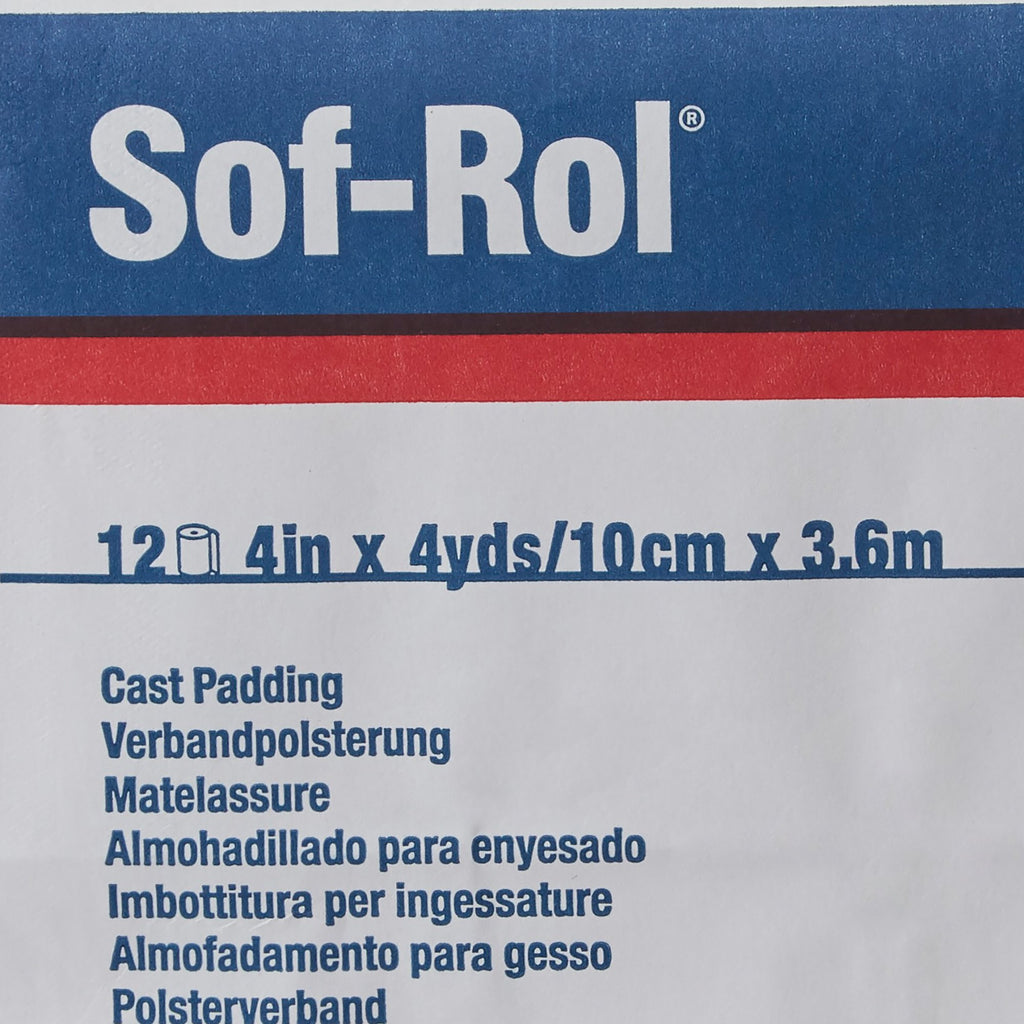 Sof-Rol®
12 4in x 4yds/10cm x 3.6m
Cast Padding
Verbandpolsterung
Matelassure
Almohadillado para enyesado
Imbottitura per ingessature
Almofadamento para gesso
Polsterverband